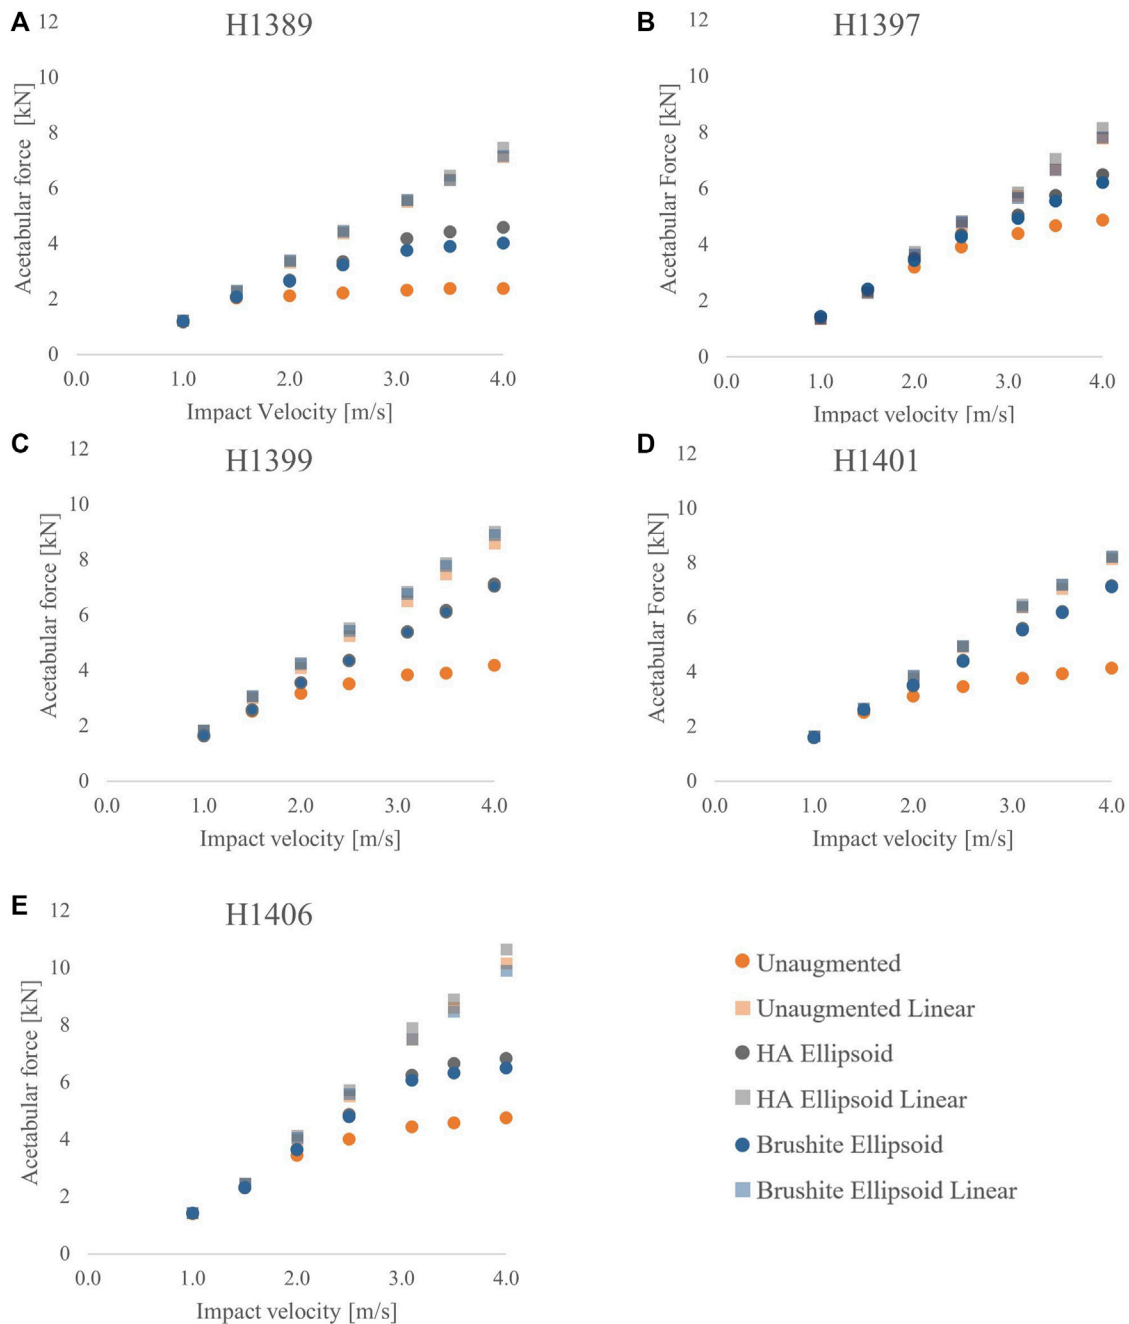 A
H1389
12
10
8
6
4
2
0
Acetabular force [kN]
0.0 1.0 2.0 3.0 4.0
Impact Velocity [m/s]
B
H1397
12
10
8
6
4
2
0
Acetabular Force [kN]
0.0 1.0 2.0 3.0 4.0
Impact velocity [m/s]
C
H1399
12
10
8
6
4
2
0
Acetabular force [kN]
0.0 1.0 2.0 3.0 4.0
Impact velocity [m/s]
D
H1401
12
10
8
6
4
2
0
Acetabular Force [kN]
0.0 1.0 2.0 3.0 4.0
Impact velocity [m/s]
E
H1406
12
10
8
6
4
2
0
Acetabular force [kN]
0.0 1.0 2.0 3.0 4.0
Impact velocity [m/s]
Unaugmented
Unaugmented Linear
HA Ellipsoid
HA Ellipsoid Linear
Brushite Ellipsoid
Brushite Ellipsoid Linear